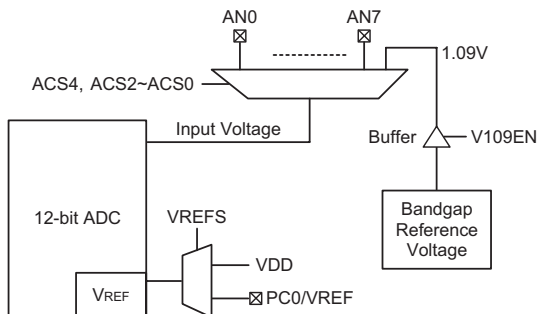 AN0
AN7
1.09V
ACS4, ACS2~ACS0
Input Voltage
Buffer
V109EN
12-bit ADC
Bandgap
Reference
Voltage
VREFS
VDD
VREF
PC0/VREF